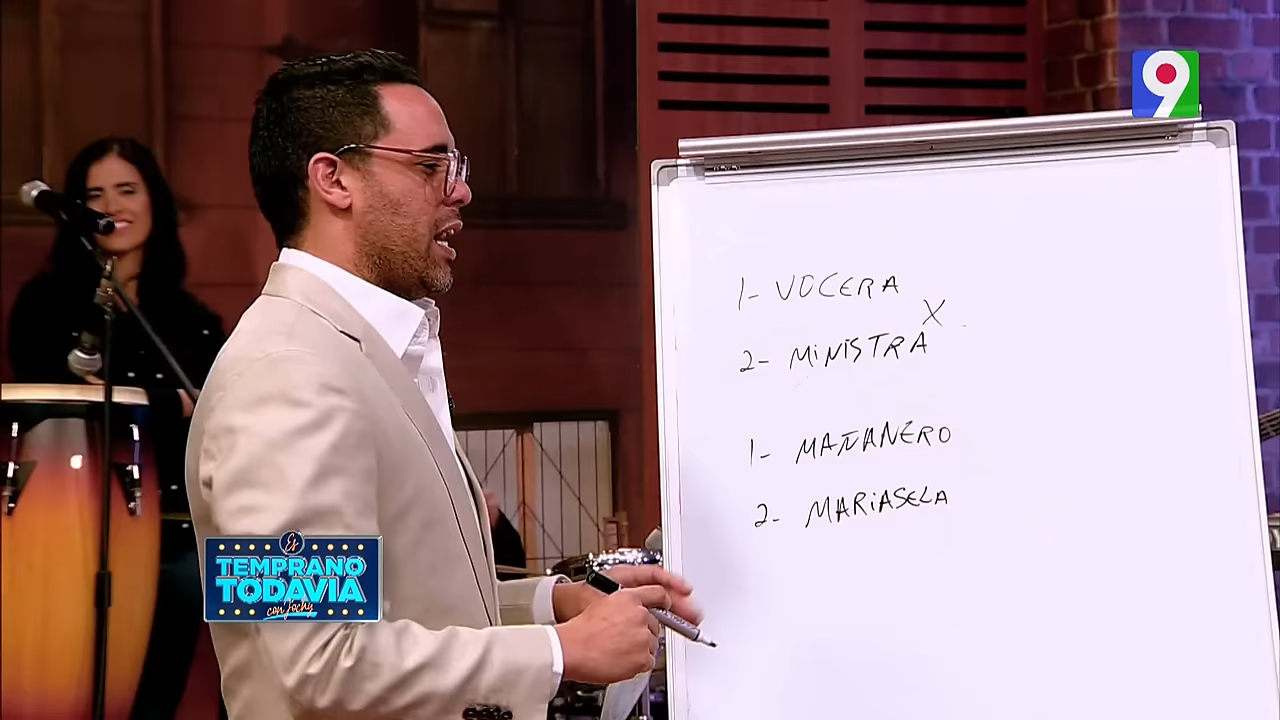 9
1- VOCERA
X
2- MINISTRA
1- MAÑANERO
2- MARIASELA
Es
TEMPRANO
TODAVIA
con Jochy